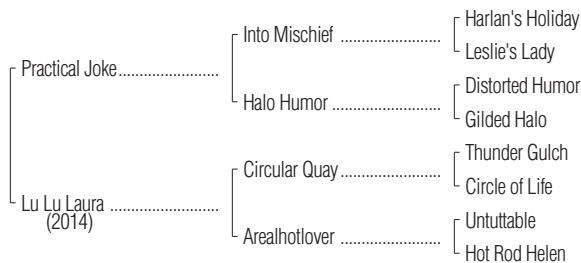 Harlan's Holiday
Into Mischief ........................
Leslie's Lady
Practical Joke........................
Distorted Humor
Halo Humor ........................
Gilded Halo
Thunder Gulch
Circular Quay ........................
Circle of Life
Lu Lu Laura ........................
(2014)
Untuttable
Arealhotlover ........................
Hot Rod Helen